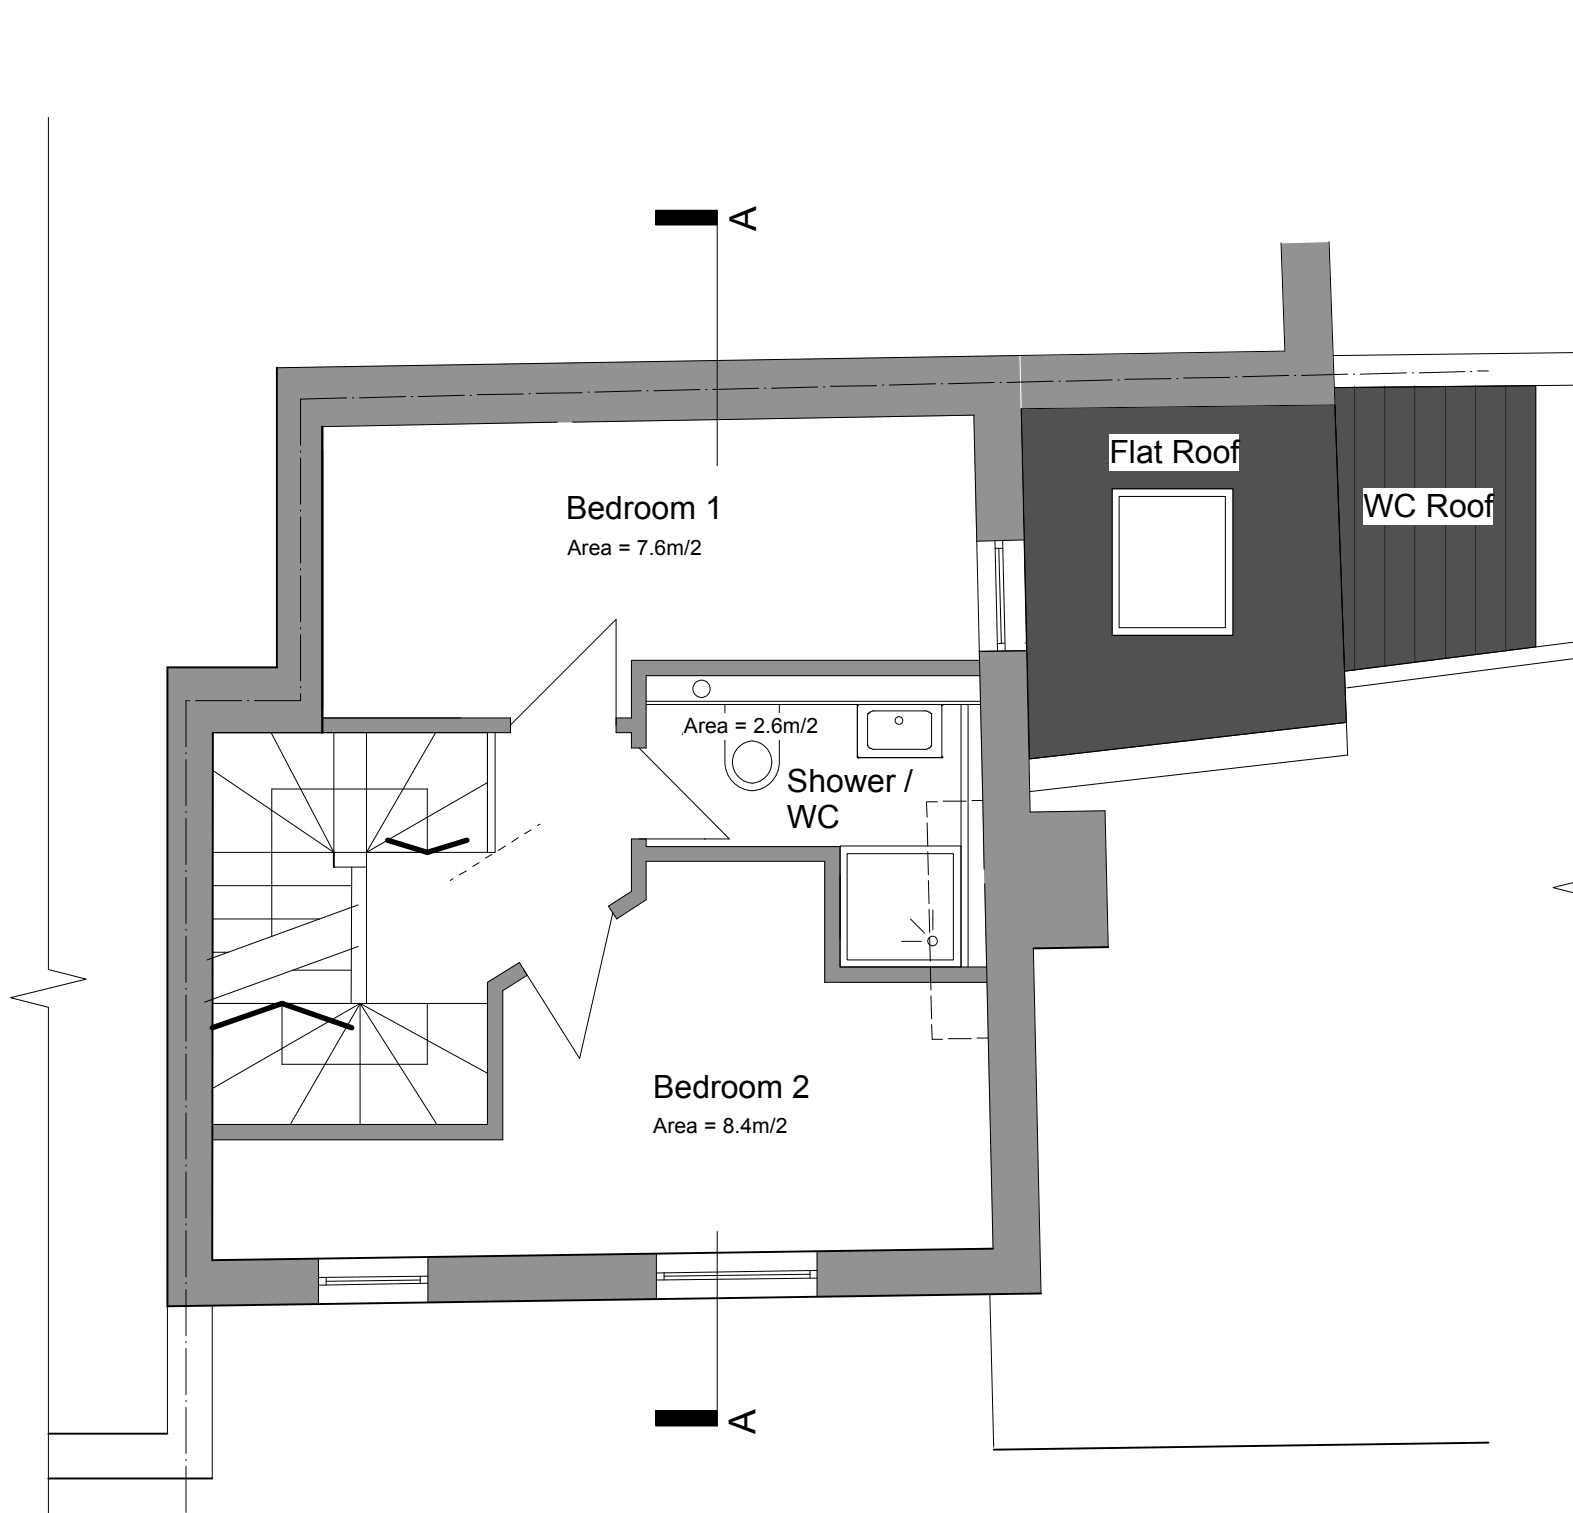 A
Flat Roof
WC Roof
Bedroom 1
Area = 7.6m/2
Area = 2.6m/2
Shower /
WC
Bedroom 2
Area = 8.4m/2
A